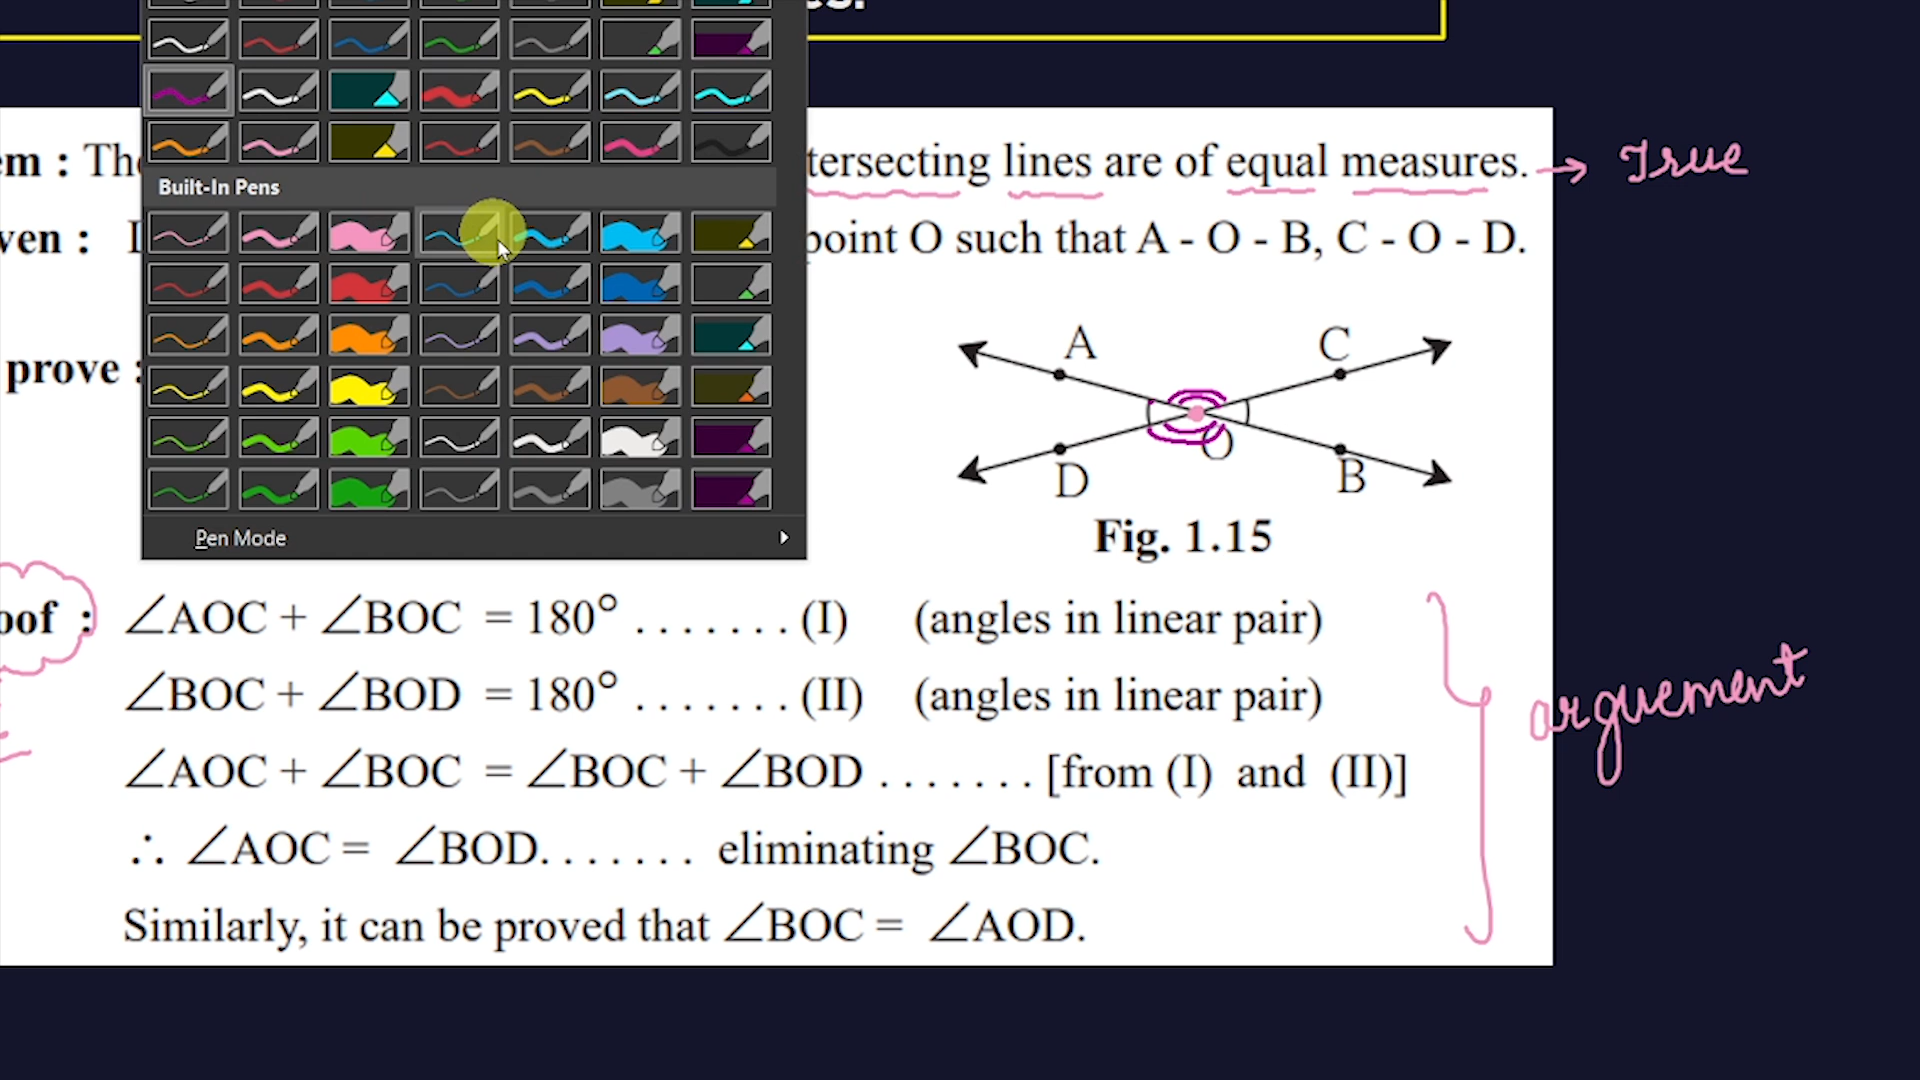 em : The
tersecting lines are of equal measures. → True
ven :
point O such that A - O - B, C - O - D.
prove :
Built-In Pens
Pen Mode
A
C
O
D
B
Fig. 1.15
oof : ∠AOC + ∠BOC = 180° . . . . . . . (I) (angles in linear pair)
∠BOC + ∠BOD = 180° . . . . . . . (II) (angles in linear pair)
∠AOC + ∠BOC = ∠BOC + ∠BOD . . . . . . . [from (I) and (II)]
∴ ∠AOC = ∠BOD. . . . . . . eliminating ∠BOC.
Similarly, it can be proved that ∠BOC = ∠AOD.
arguement